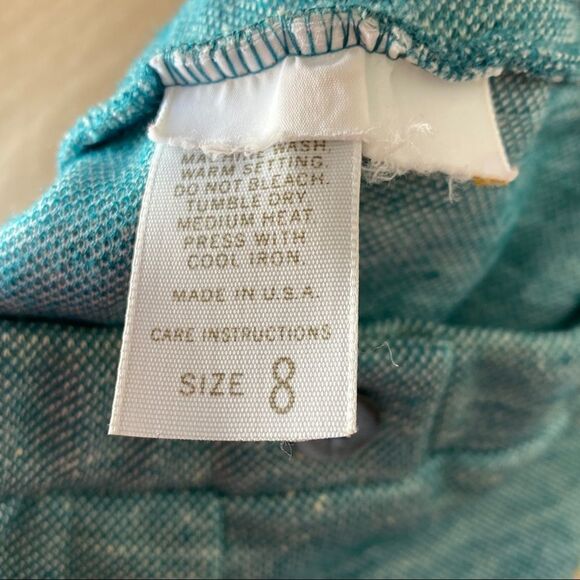 MACHINE WASH.
WARM SETTING.
DO NOT BLEACH.
TUMBLE DRY.
MEDIUM HEAT
PRESS WITH
COOL IRON.
MADE IN U.S.A.
CARE INSTRUCTIONS
SIZE 8